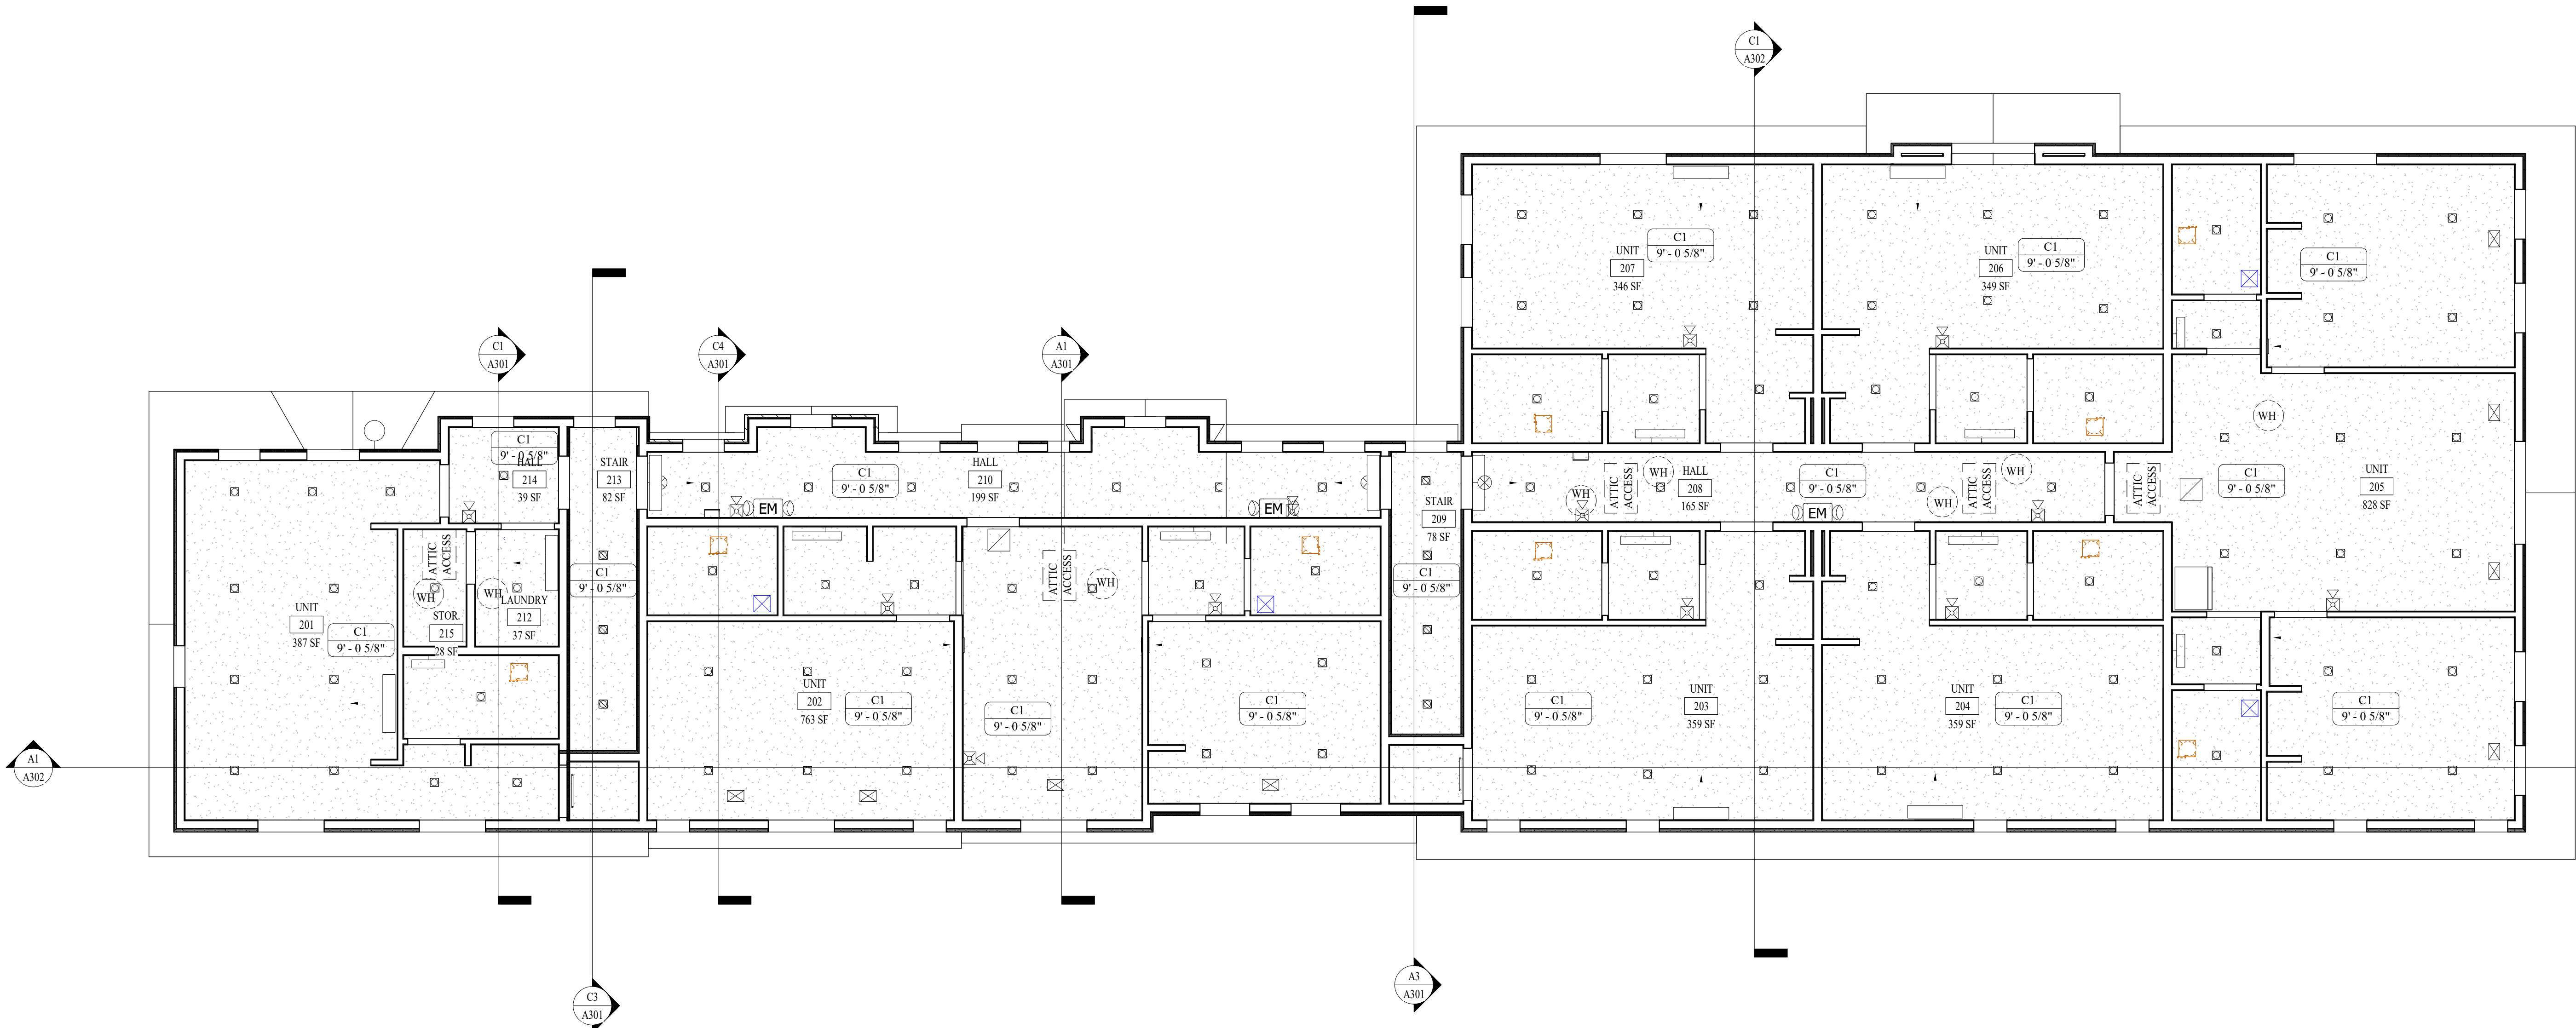 C1
A302
C1
A301
C4
A301
A1
A301
C1
9' - 0 5/8"
UNIT
207
346 SF
C1
9' - 0 5/8"
UNIT
206
349 SF
C1
9' - 0 5/8"
C1
9' - 0 5/8"
HALL
214
39 SF
STAIR
213
82 SF
C1
9' - 0 5/8"
HALL
210
199 SF
EM
EM
STAIR
209
78 SF
WH
ATTIC
ACCESS
WH
HALL
208
165 SF
C1
9' - 0 5/8"
EM
WH
ATTIC
ACCESS
WH
ATTIC
ACCESS
WH
C1
9' - 0 5/8"
UNIT
205
828 SF
UNIT
201
387 SF
C1
9' - 0 5/8"
ATTIC
ACCESS
WH
STOR.
215
28 SF
WH
LAUNDRY
212
37 SF
C1
9' - 0 5/8"
ATTIC
ACCESS
WH
C1
9' - 0 5/8"
UNIT
202
763 SF
C1
9' - 0 5/8"
C1
9' - 0 5/8"
C1
9' - 0 5/8"
C1
9' - 0 5/8"
UNIT
203
359 SF
UNIT
204
359 SF
C1
9' - 0 5/8"
C1
9' - 0 5/8"
A1
A302
C3
A301
A3
A301